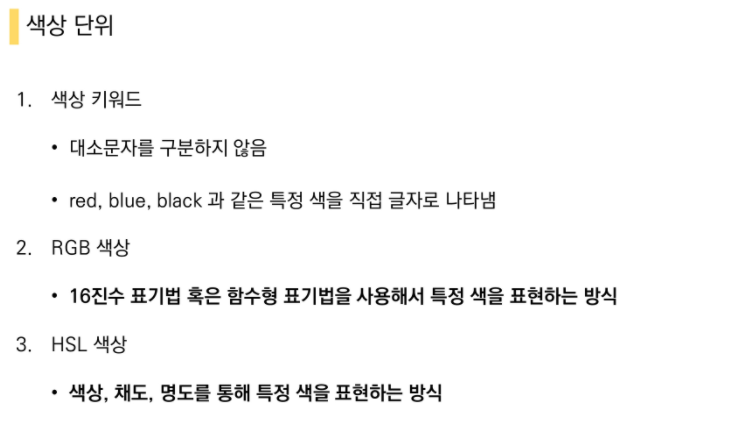 색상 단위
1. 색상 키워드
• 대소문자를 구분하지 않음
• red, blue, black 과 같은 특정 색을 직접 글자로 나타냄
2. RGB 색상
• 16진수 표기법 혹은 함수형 표기법을 사용해서 특정 색을 표현하는 방식
3. HSL 색상
• 색상, 채도, 명도를 통해 특정 색을 표현하는 방식